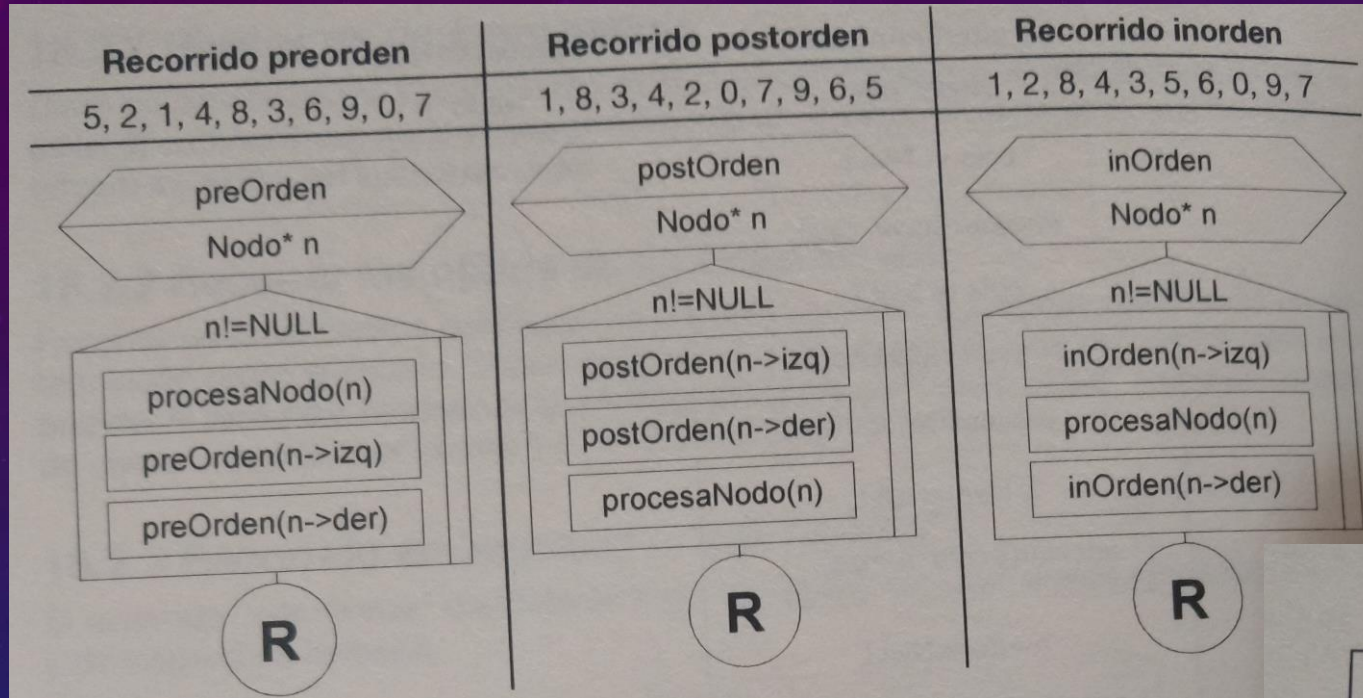 Recorrido preorden
5, 2, 1, 4, 8, 3, 6, 9, 0, 7
preOrden
Nodo* n
n!=NULL
procesaNodo(n)
preOrden(n->izq)
preOrden(n->der)
R
Recorrido postorden
1, 8, 3, 4, 2, 0, 7, 9, 6, 5
postOrden
Nodo* n
n!=NULL
postOrden(n->izq)
postOrden(n->der)
procesaNodo(n)
R
Recorrido inorden
1, 2, 8, 4, 3, 5, 6, 0, 9, 7
inOrden
Nodo* n
n!=NULL
inOrden(n->izq)
procesaNodo(n)
inOrden(n->der)
R